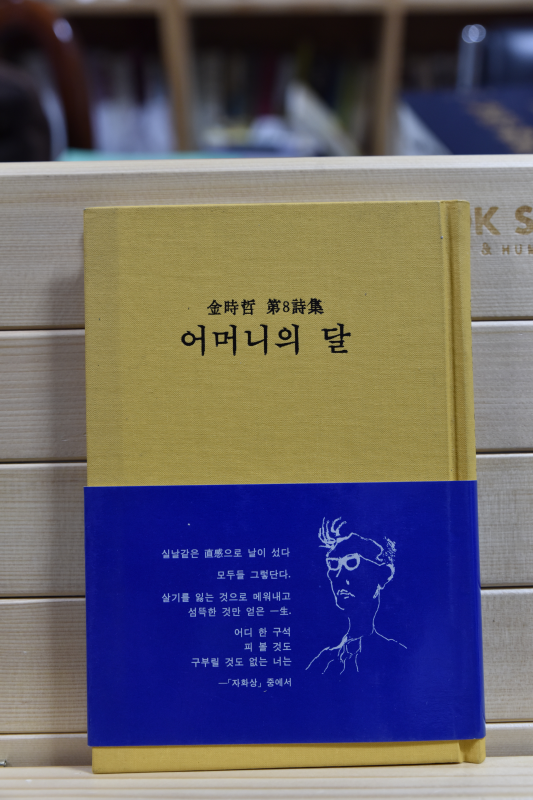 金時哲 第8詩集
어머니의 달
실날같은 直感으로 날이 섰다
모두들 그렇단다.
살기를 잃는 것으로 메워내고
섬뜩한 것만 얻은 一生.
어디 한 구석
피 볼 것도
구부릴 것도 없는 너는
—「자화상」 중에서
OK S
& HU